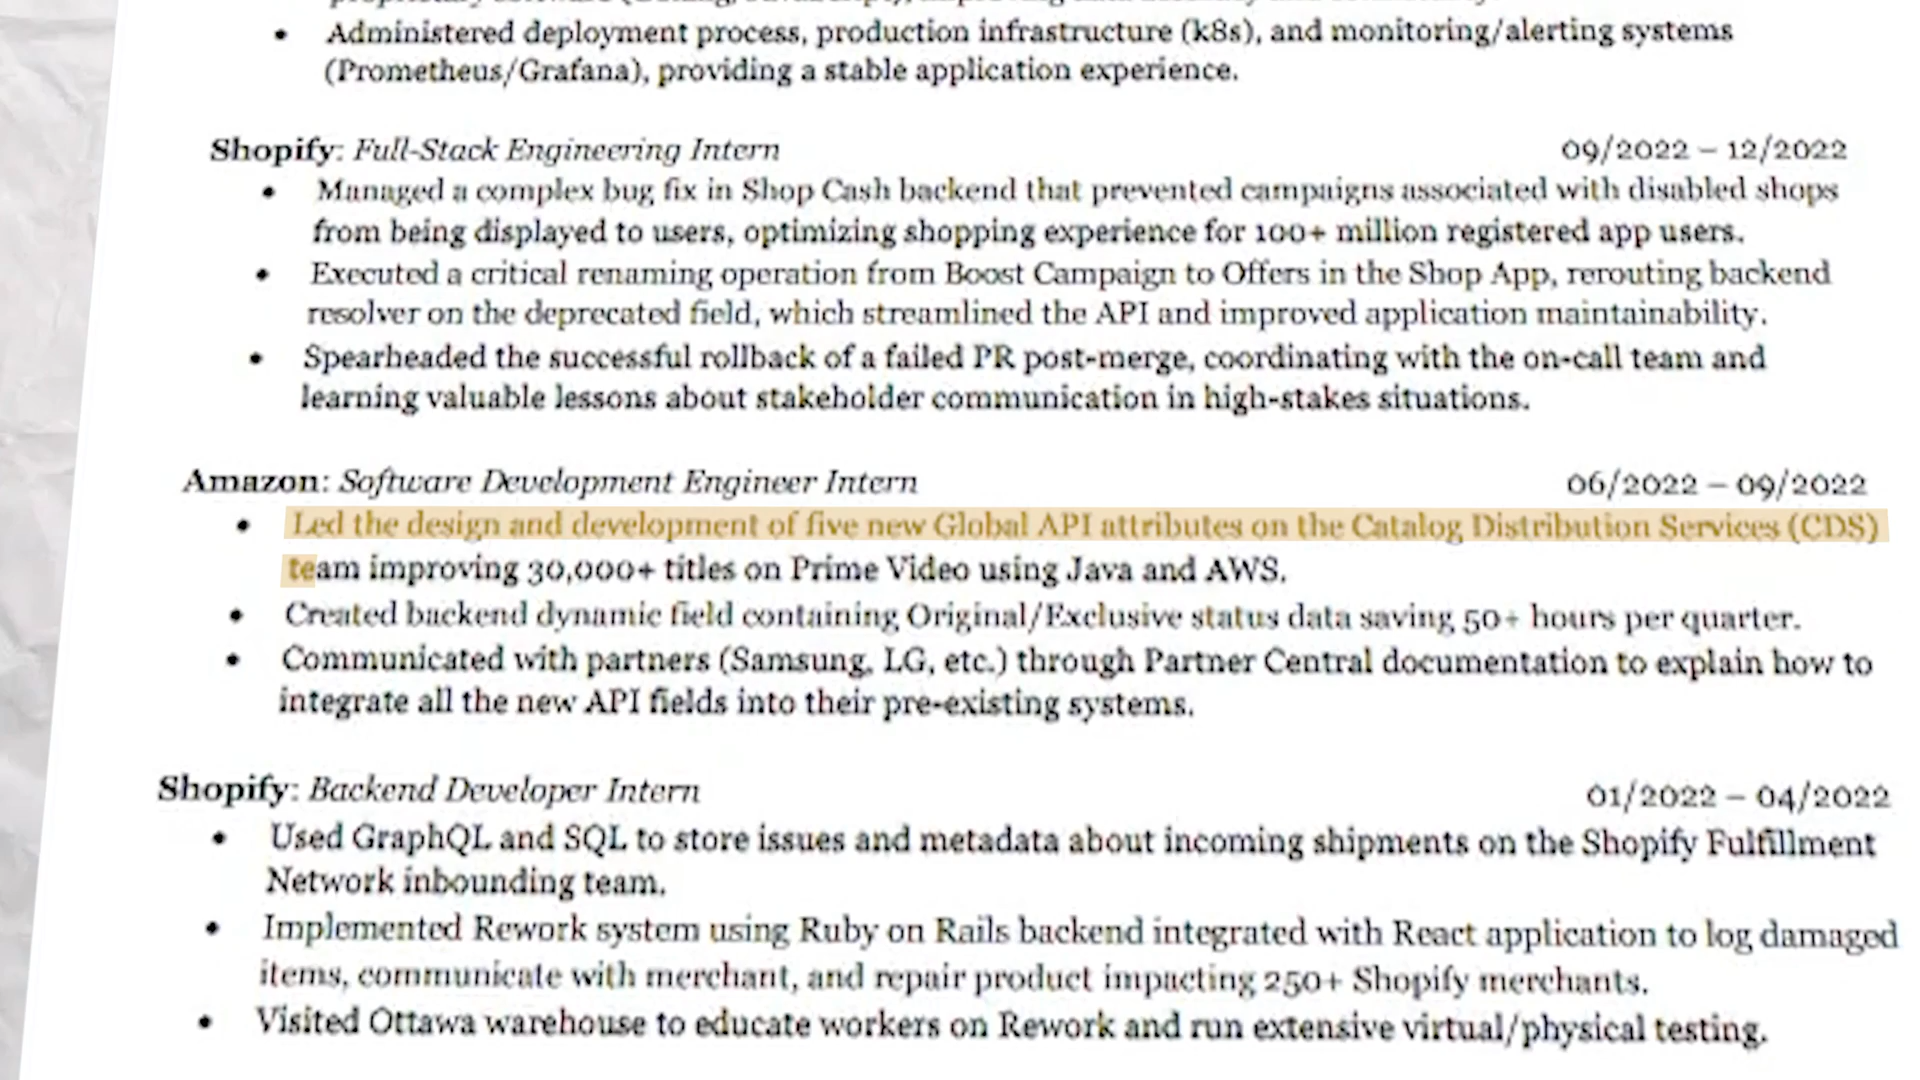 Administered deployment process, production infrastructure (k8s), and monitoring/alerting systems
(Prometheus/Grafana), providing a stable application experience.
Shopify: Full-Stack Engineering Intern 09/2022 – 12/2022
Managed a complex bug fix in Shop Cash backend that prevented campaigns associated with disabled shops
from being displayed to users, optimizing shopping experience for 100+ million registered app users.
Executed a critical renaming operation from Boost Campaign to Offers in the Shop App, rerouting backend
resolver on the deprecated field, which streamlined the API and improved application maintainability.
Spearheaded the successful rollback of a failed PR post-merge, coordinating with the on-call team and
learning valuable lessons about stakeholder communication in high-stakes situations.
Amazon: Software Development Engineer Intern 06/2022 – 09/2022
Led the design and development of five new Global API attributes on the Catalog Distribution Services (CDS)
team improving 30,000+ titles on Prime Video using Java and AWS.
Created backend dynamic field containing Original/Exclusive status data saving 50+ hours per quarter.
Communicated with partners (Samsung, LG, etc.) through Partner Central documentation to explain how to
integrate all the new API fields into their pre-existing systems.
Shopify: Backend Developer Intern 01/2022 – 04/2022
Used GraphQL and SQL to store issues and metadata about incoming shipments on the Shopify Fulfillment
Network inbounding team.
Implemented Rework system using Ruby on Rails backend integrated with React application to log damaged
items, communicate with merchant, and repair product impacting 250+ Shopify merchants.
Visited Ottawa warehouse to educate workers on Rework and run extensive virtual/physical testing.